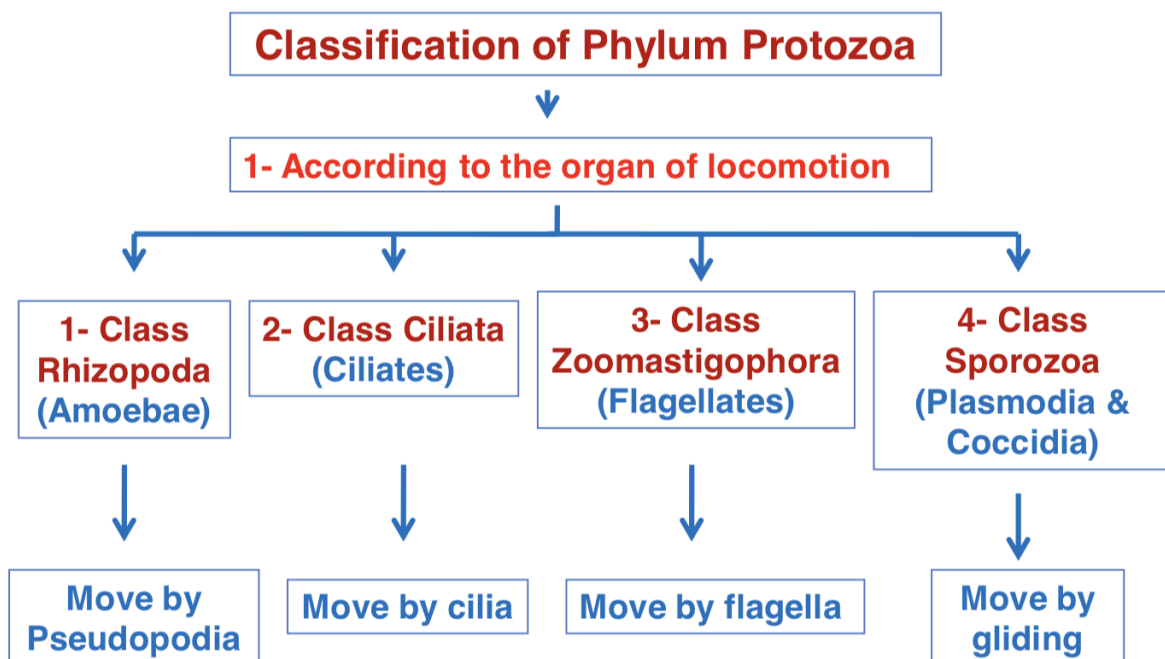 Classification of Phylum Protozoa
1- According to the organ of locomotion
1- Class
Rhizopoda
(Amoebae)
2- Class Ciliata
(Ciliates)
3- Class
Zoomastigophora
(Flagellates)
4- Class
Sporozoa
(Plasmodia &
Coccidia)
Move by
Pseudopodia
Move by cilia
Move by flagella
Move by
gliding